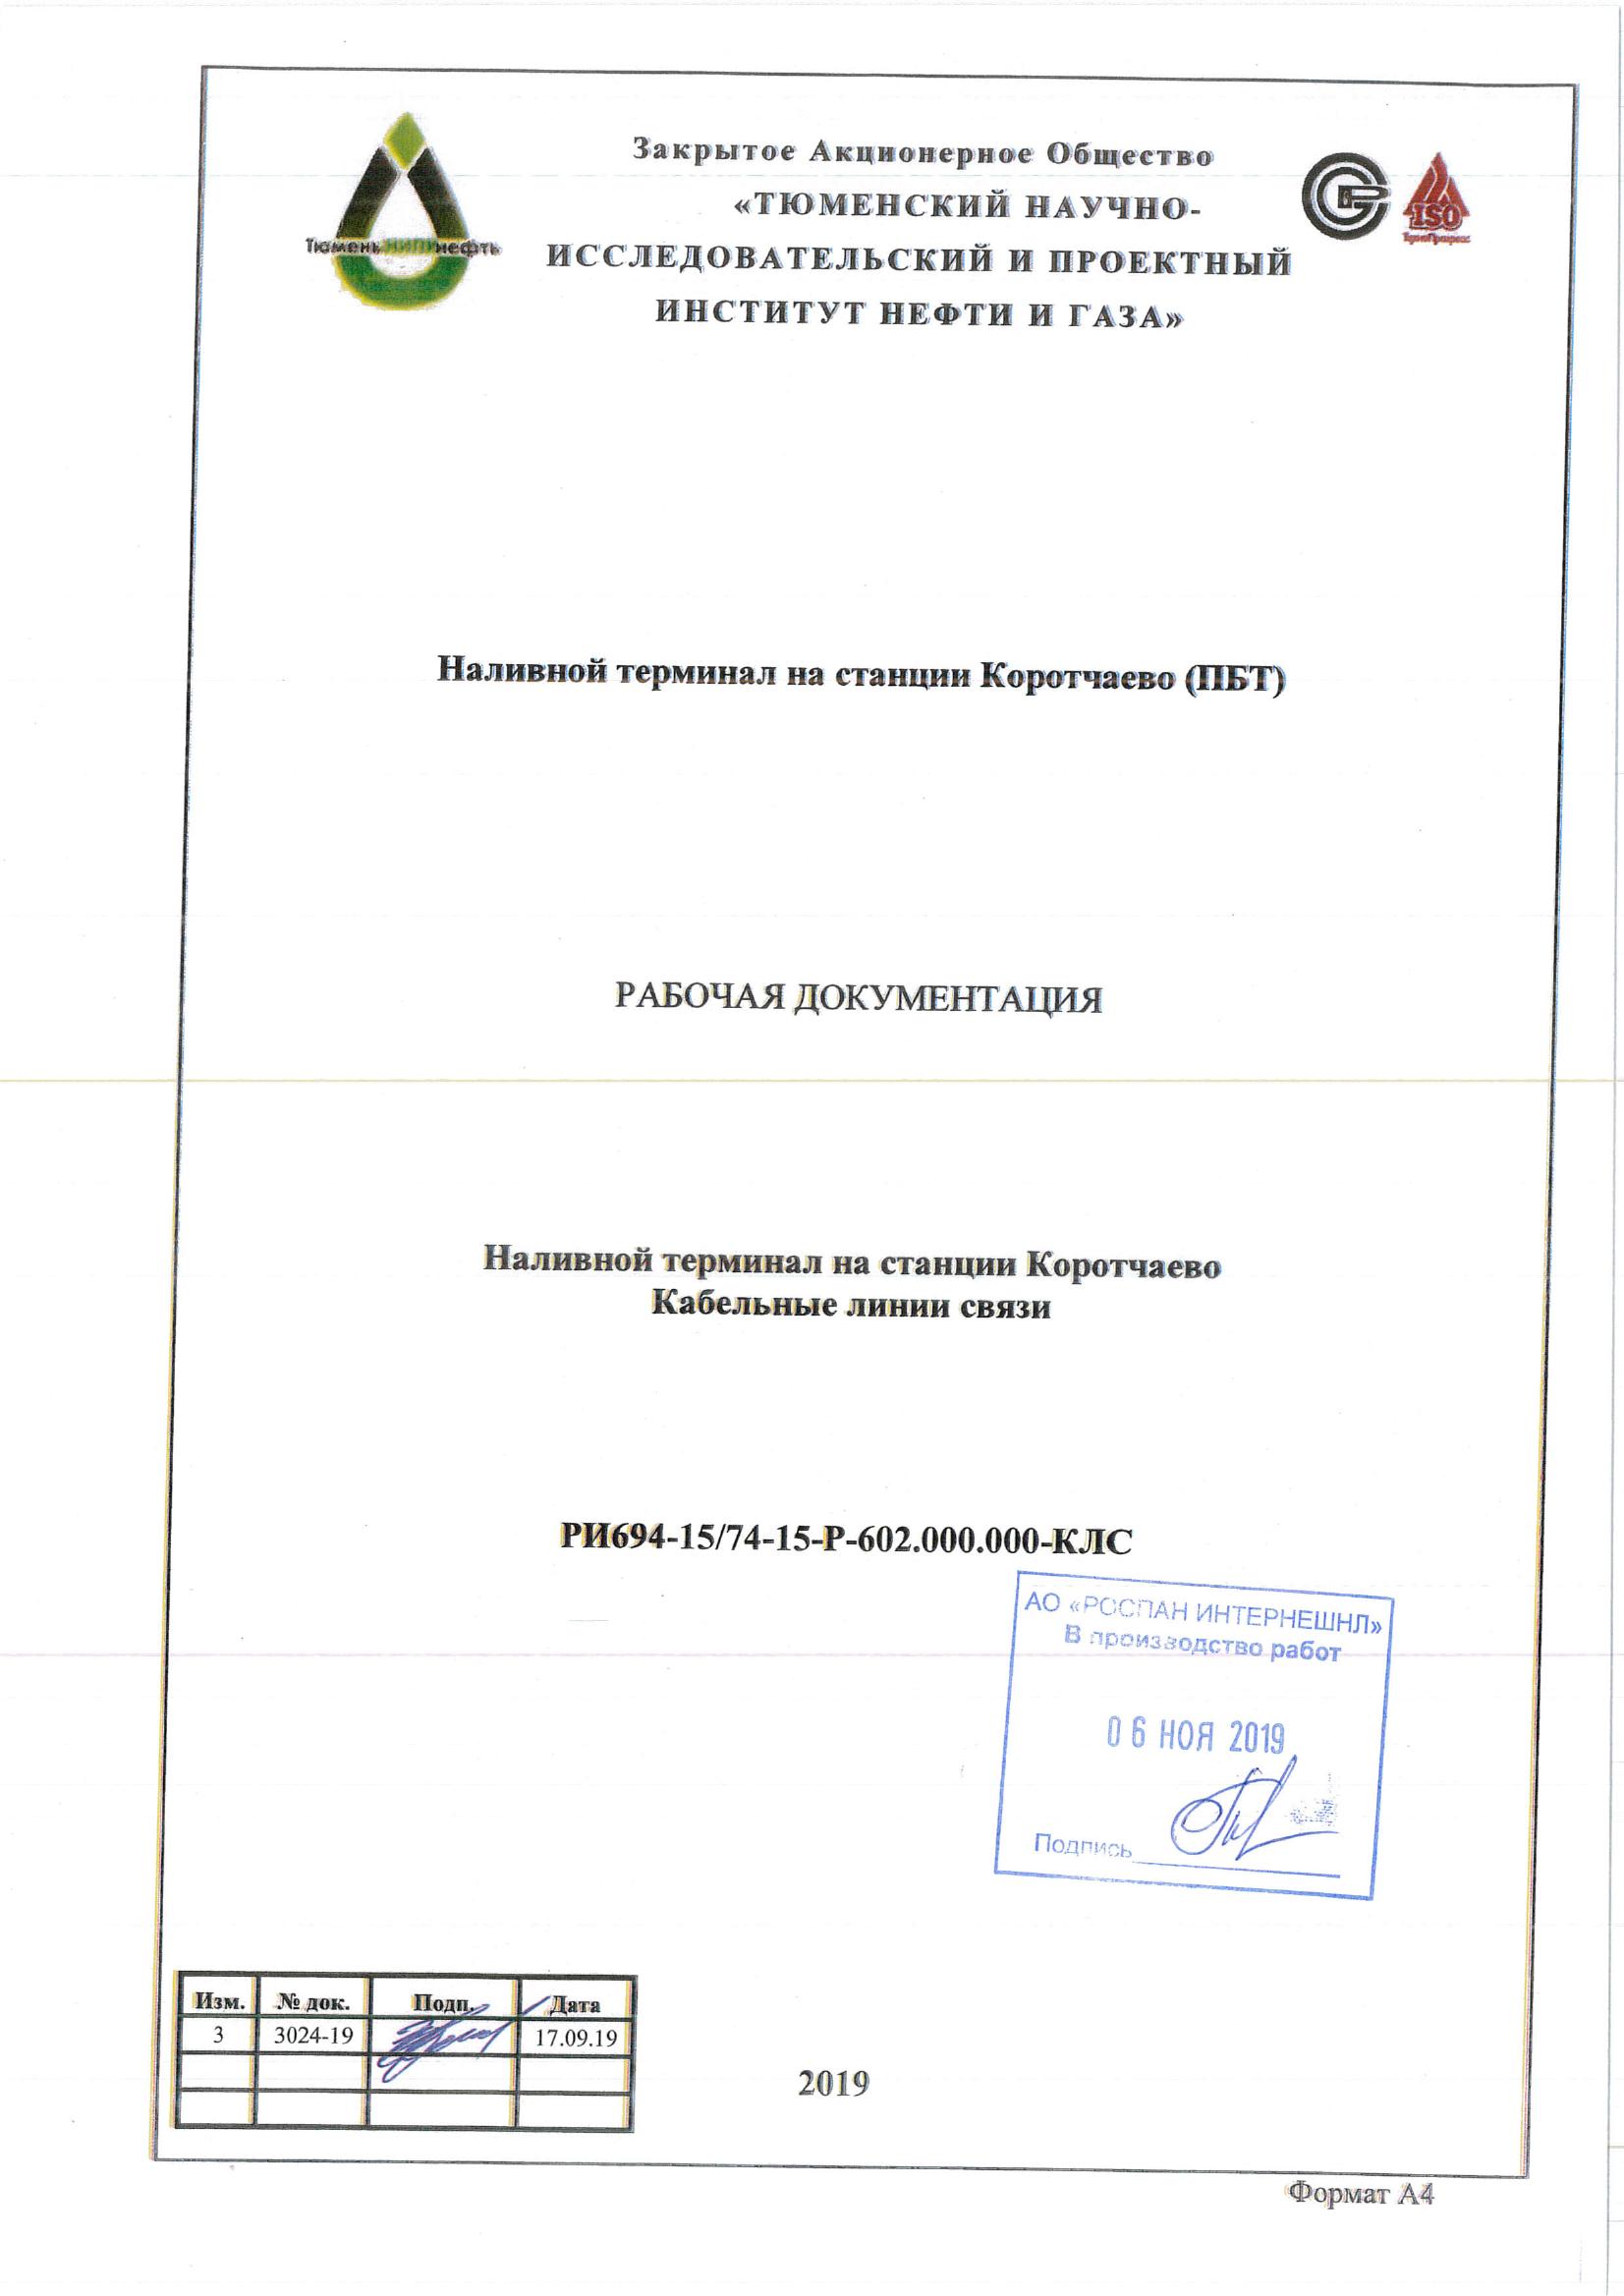 Закрытое Акционерное Общество
«ТЮМЕНСКИЙ НАУЧНО-
ИССЛЕДОВАТЕЛЬСКИЙ И ПРОЕКТНЫЙ
ИНСТИТУТ НЕФТИ И ГАЗА»
ТюменьНИПИнефть
ISO
Наливной терминал на станции Коротчаево (ПБТ)
РАБОЧАЯ ДОКУМЕНТАЦИЯ
Наливной терминал на станции Коротчаево
Кабельные линии связи
РИ694-15/74-15-Р-602.000.000-КЛС
АО «РОСПАН ИНТЕРНЕШНЛ»
В производство работ
06 НОЯ 2019
Подпись
Изм. № док. Подп. Дата
3 3024-19 17.09.19
2019
Формат А4